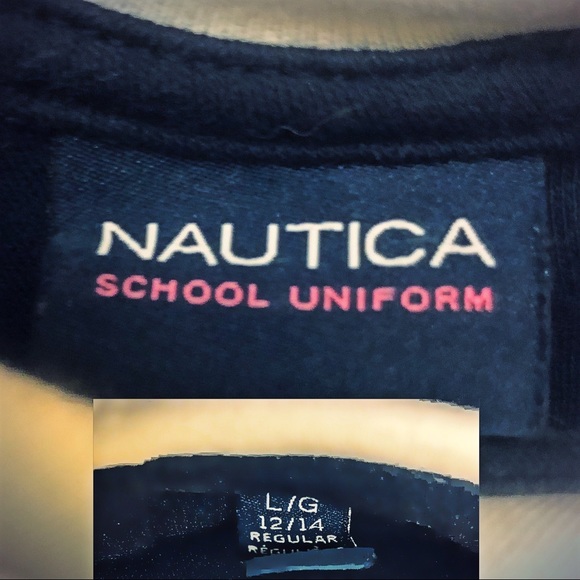 NAUTICA
SCHOOL UNIFORM
L/G
12/14
REGULAR